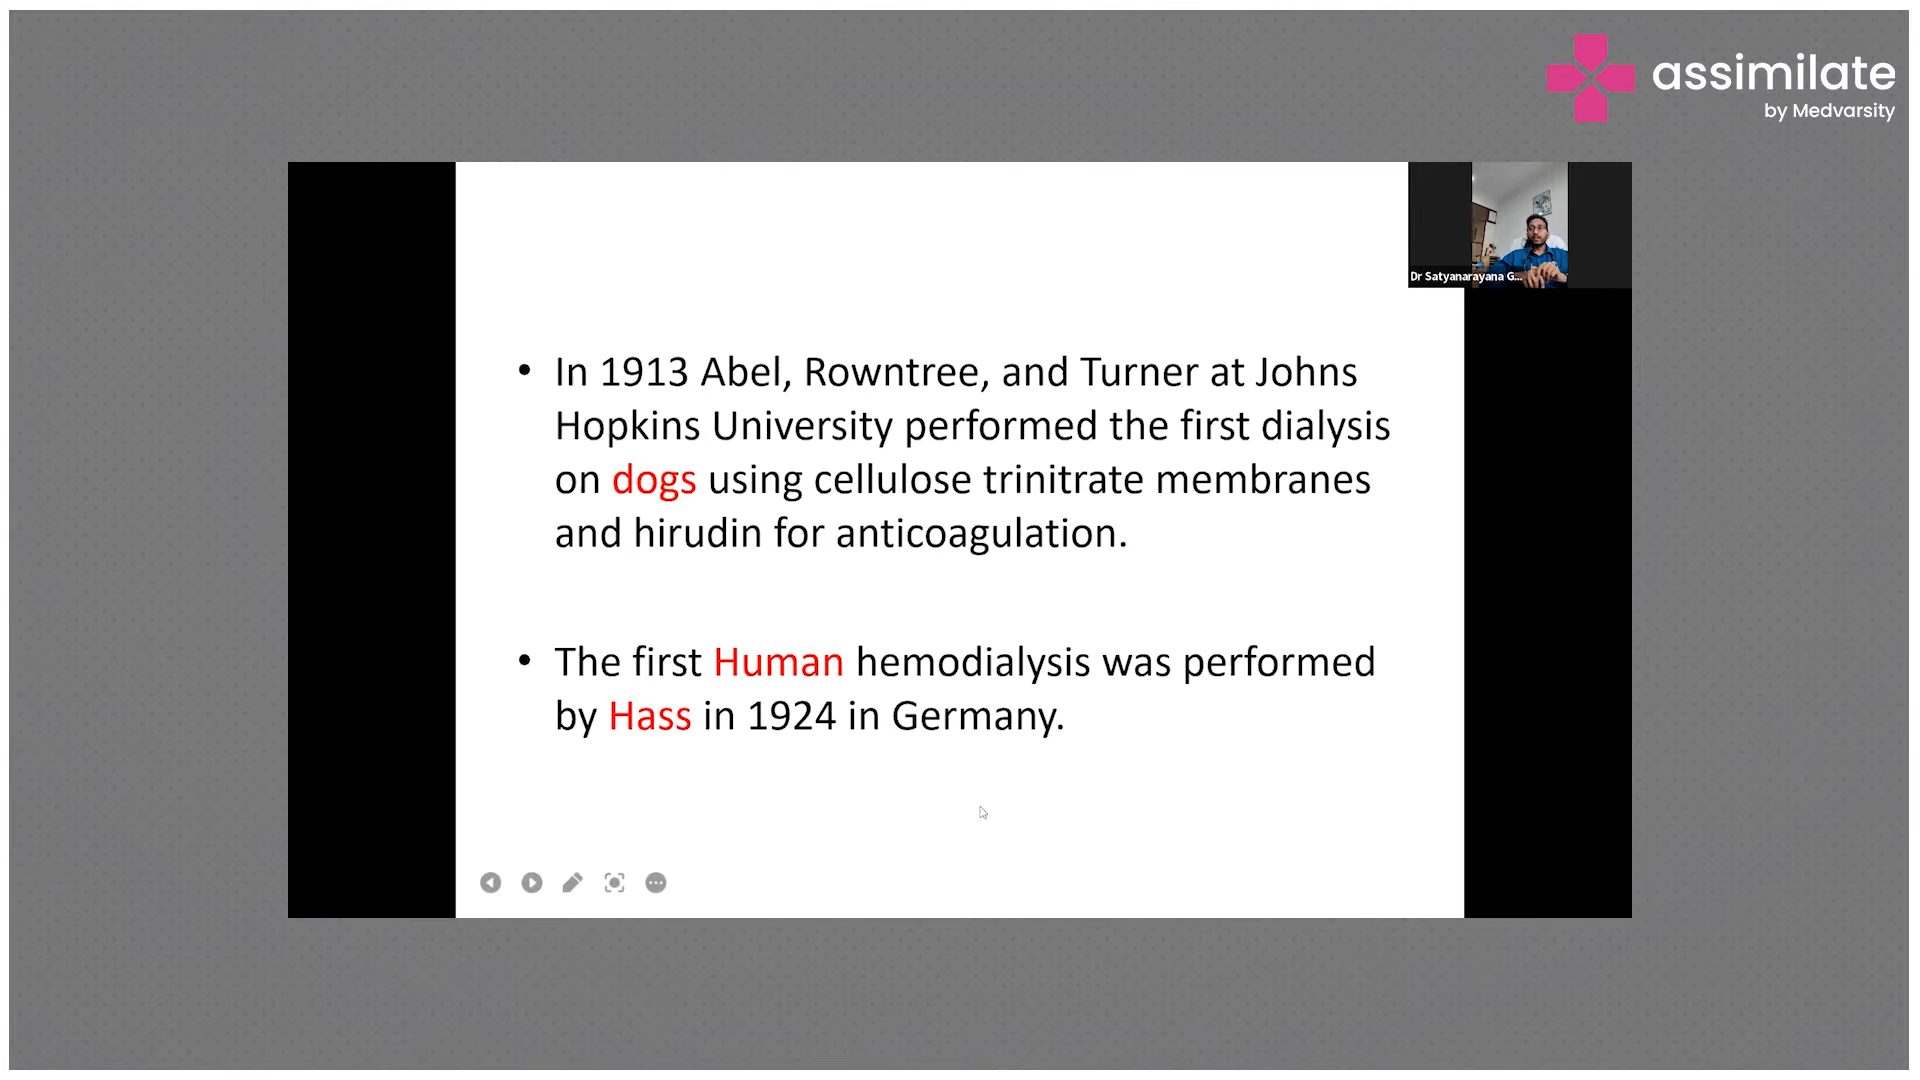 assimilate
by Medvarsity
Dr Satyanarayana G...
• In 1913 Abel, Rowntree, and Turner at Johns
Hopkins University performed the first dialysis
on dogs using cellulose trinitrate membranes
and hirudin for anticoagulation.
• The first Human hemodialysis was performed
by Hass in 1924 in Germany.